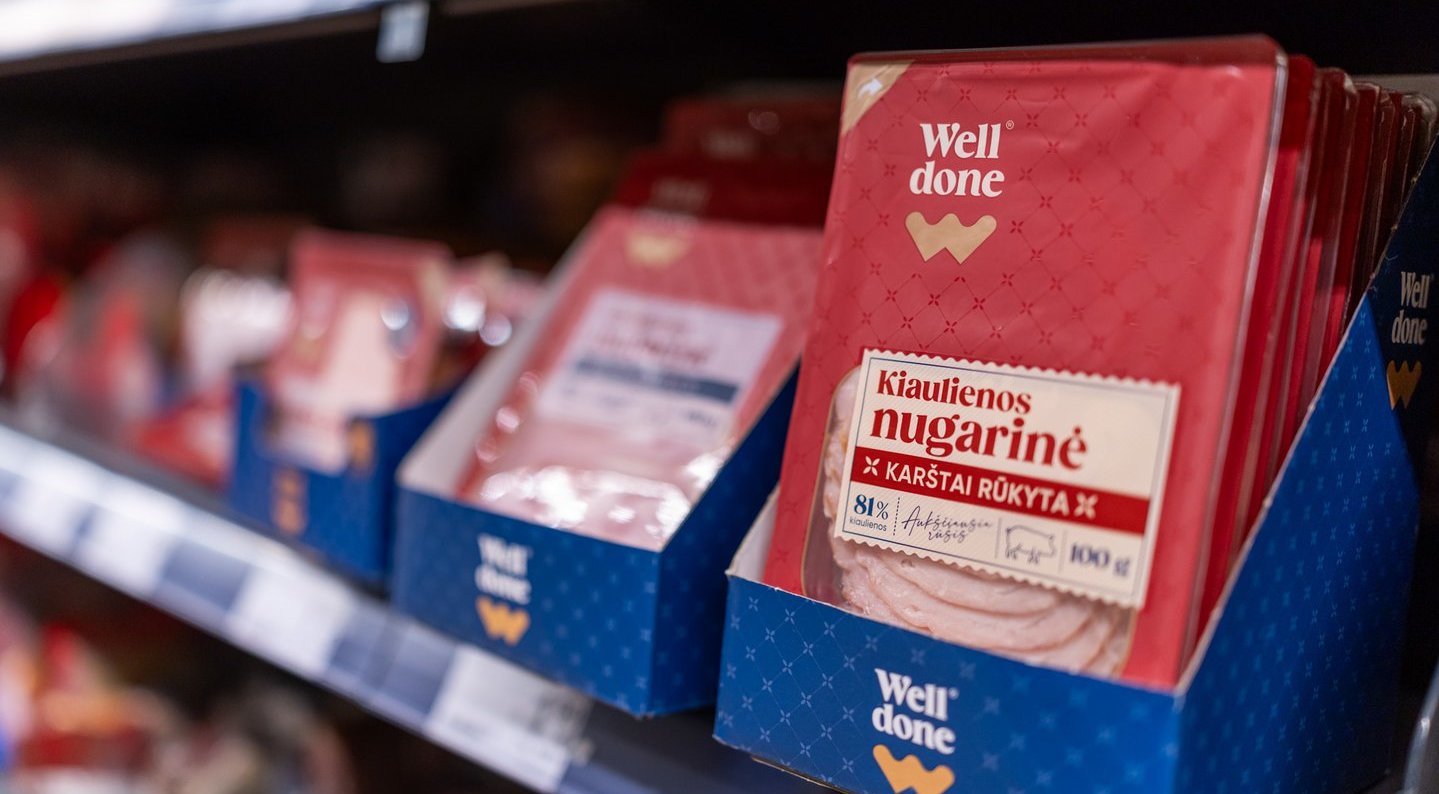 Well
done
Kiaulienos
nugarinė
KARŠTAI RŪKYTA
81%
kiaulienos
Aukščiausia
rūšis
100 g
Well
done
Well
done
Well
done